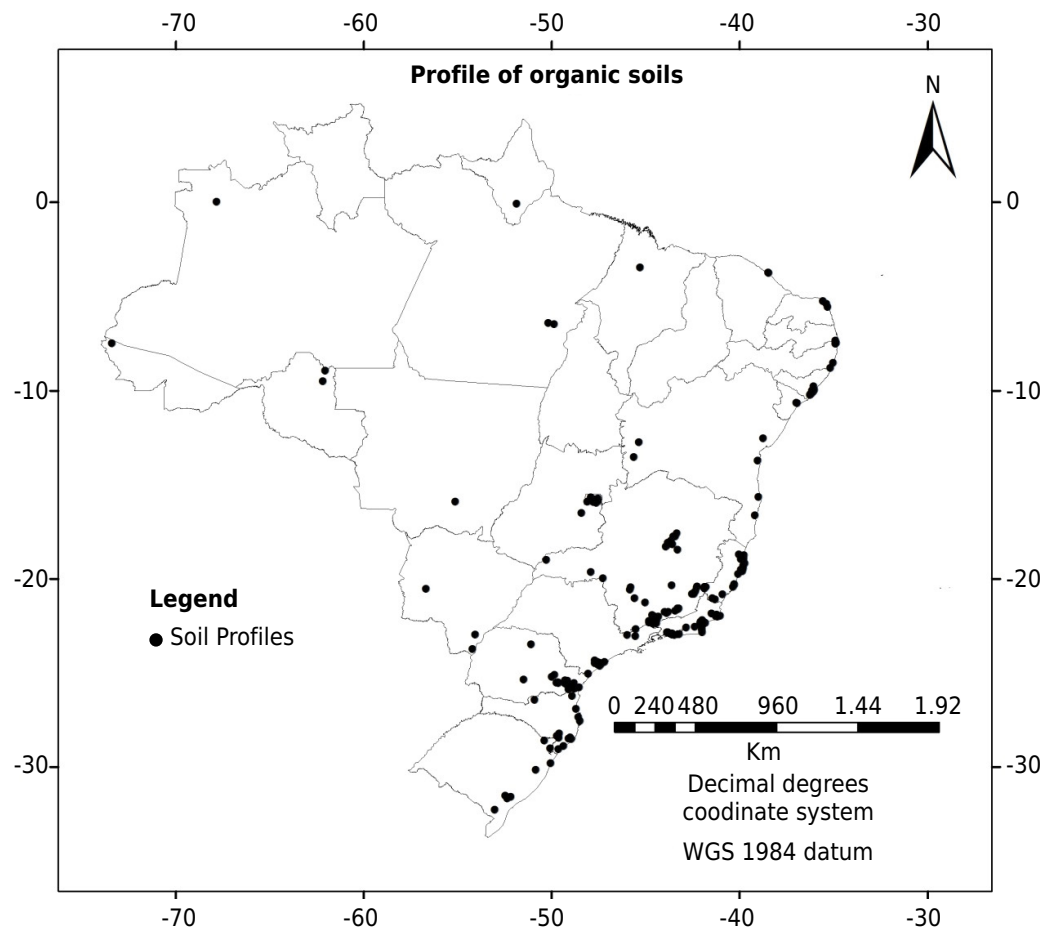 -70 -60 -50 -40 -30
Profile of organic soils
N
0 0
-10 -10
-20 -20
Legend
Soil Profiles
0 240 480 960 1.44 1.92
Km
-30 -30
Decimal degrees
coodinate system
WGS 1984 datum
-70 -60 -50 -40 -30